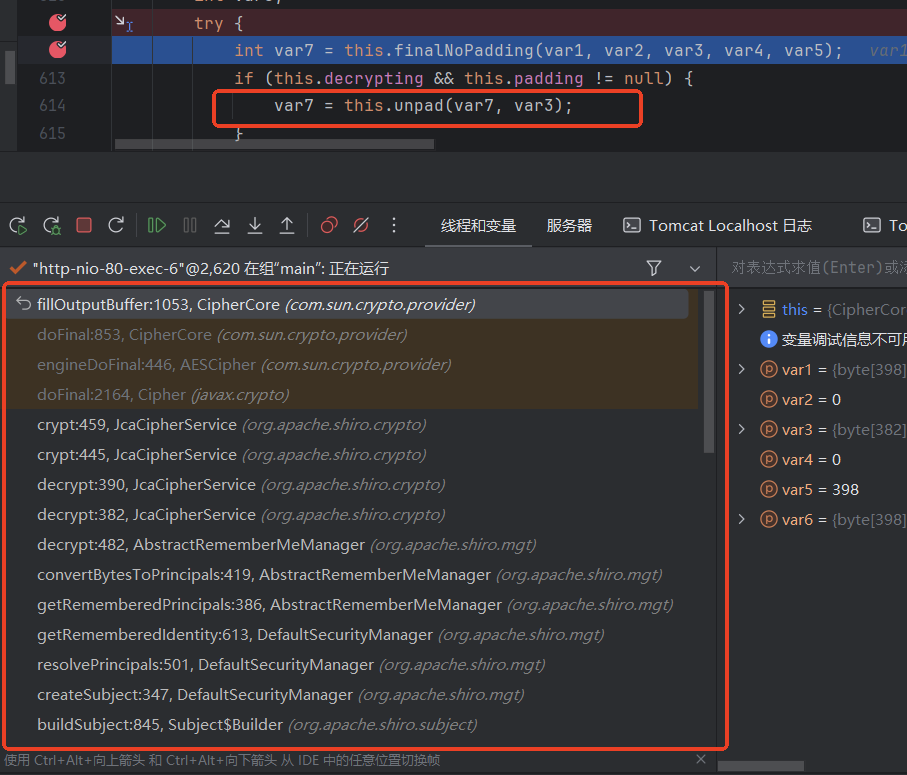 try {
int var7 = this.finalNoPadding(var1, var2, var3, var4, var5);
613 if (this.decrypting && this.padding != null) {
614 var7 = this.unpad(var7, var3);
615 }
线程和变量 服务器 Tomcat Localhost 日志 To
"http-nio-80-exec-6"@2,620 在组“main”: 正在运行
对表达式求值(Enter)或
fillOutputBuffer:1053, CipherCore (com.sun.crypto.provider)
doFinal:853, CipherCore (com.sun.crypto.provider)
engineDoFinal:446, AESCipher (com.sun.crypto.provider)
doFinal:2164, Cipher (javax.crypto)
crypt:459, JcaCipherService (org.apache.shiro.crypto)
crypt:445, JcaCipherService (org.apache.shiro.crypto)
decrypt:390, JcaCipherService (org.apache.shiro.crypto)
decrypt:382, JcaCipherService (org.apache.shiro.crypto)
decrypt:482, AbstractRememberMeManager (org.apache.shiro.mgt)
convertBytesToPrincipals:419, AbstractRememberMeManager (org.apache.shiro.mgt)
getRememberedPrincipals:386, AbstractRememberMeManager (org.apache.shiro.mgt)
getRememberedIdentity:613, DefaultSecurityManager (org.apache.shiro.mgt)
resolvePrincipals:501, DefaultSecurityManager (org.apache.shiro.mgt)
createSubject:347, DefaultSecurityManager (org.apache.shiro.mgt)
buildSubject:845, Subject$Builder (org.apache.shiro.subject)
this = {CipherCor
变量调试信息不可
var1 = {byte[398]
var2 = 0
var3 = {byte[382]
var4 = 0
var5 = 398
var6 = {byte[398]
使用 Ctrl+Alt+向上箭头 和 Ctrl+Alt+向下箭头 从 IDE 中的任意位置切换帧